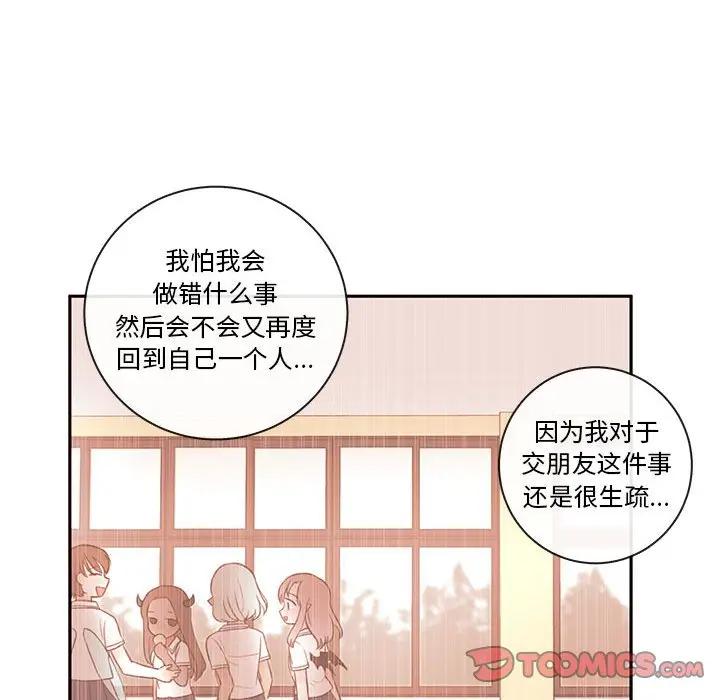 我怕我会
做错什么事
然后会不会又再度
回到自己一个人...
因为我对于
交朋友这件事
还是很生疏...
TOOMICS.COM